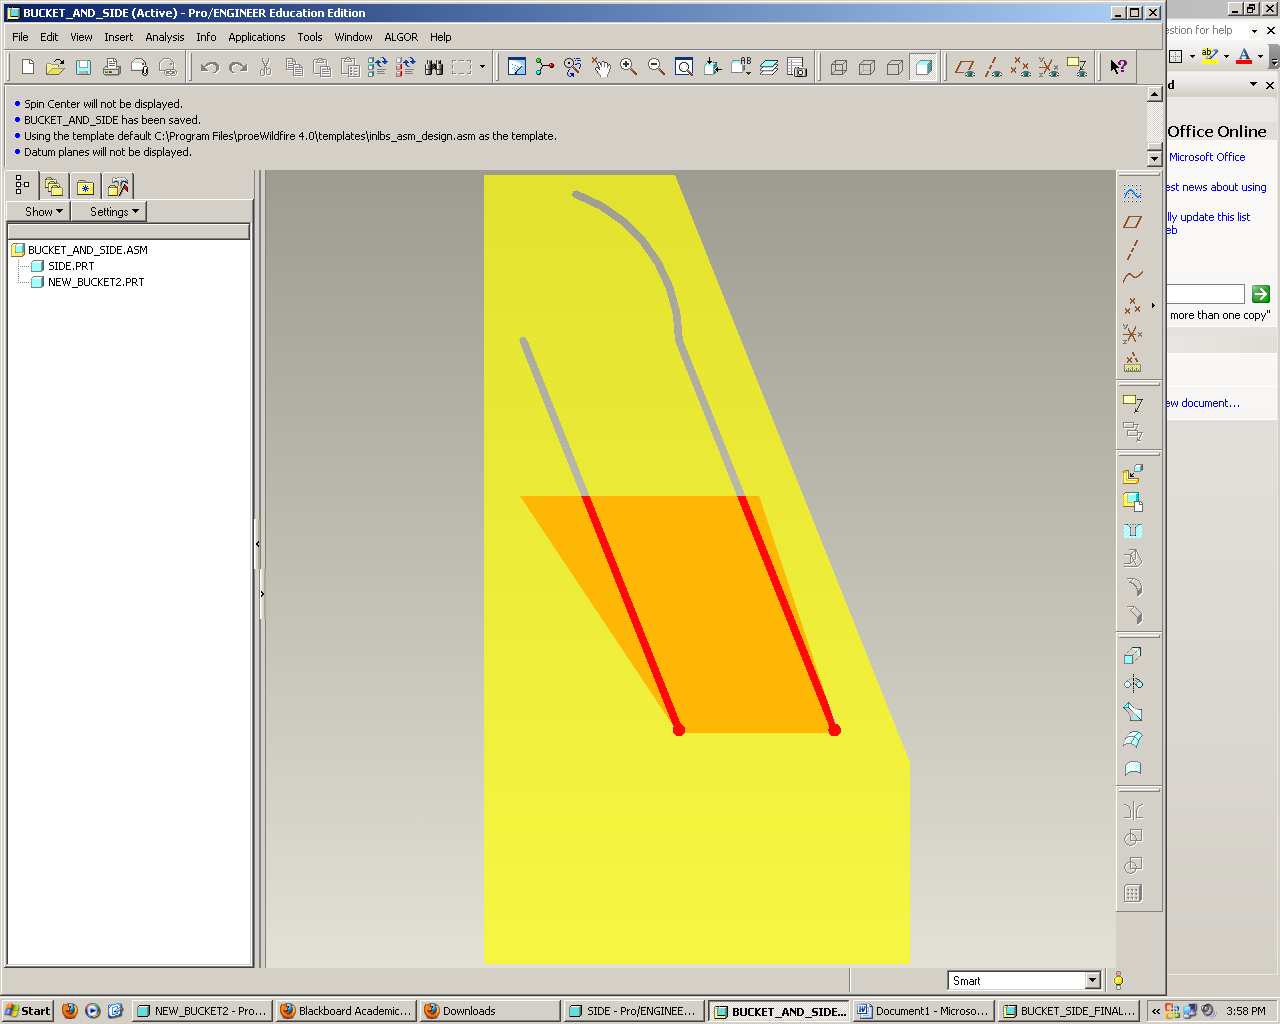 BUCKET_AND_SIDE (Active) - Pro/ENGINEER Education Edition
File Edit View Insert Analysis Info Applications Tools Window ALGOR Help
Spin Center will not be displayed.
BUCKET_AND_SIDE has been saved.
Using the template default C:\Program Files\proeWildfire 4.0\templates\inlbs_asm_design.asm as the template.
Datum planes will not be displayed.
Show Settings
BUCKET_AND_SIDE.ASM
SIDE.PRT
NEW_BUCKET2.PRT
estion for help
d
Office Online
Microsoft Office
est news about using
lly update this list
eb
more than one copy"
ew document...
Smart
Start NEW_BUCKET2 - Pro... Blackboard Academic... Downloads SIDE - Pro/ENGINEE... BUCKET_AND_SIDE... Document1 - Microso... BUCKET_SIDE_FINAL... 3:58 PM